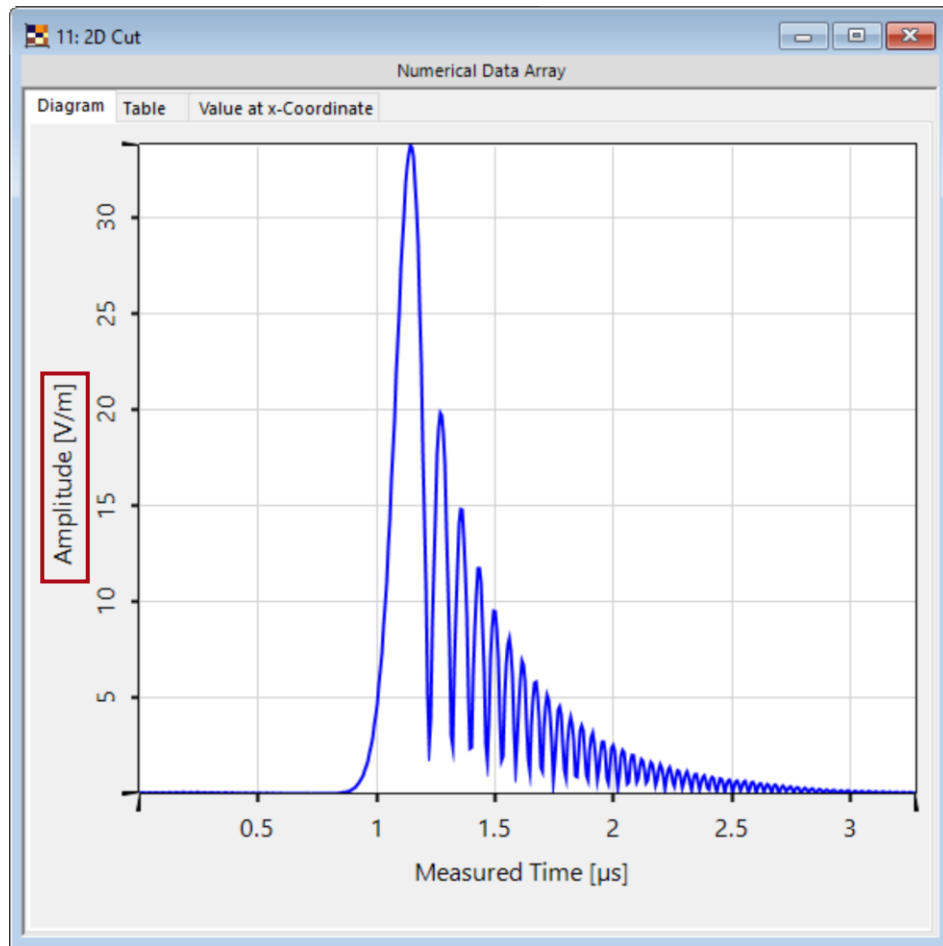 11: 2D Cut
Numerical Data Array
Diagram Table Value at x-Coordinate
30
25
20
15
10
5
Amplitude [V/m]
0.5 1 1.5 2 2.5 3
Measured Time [µs]